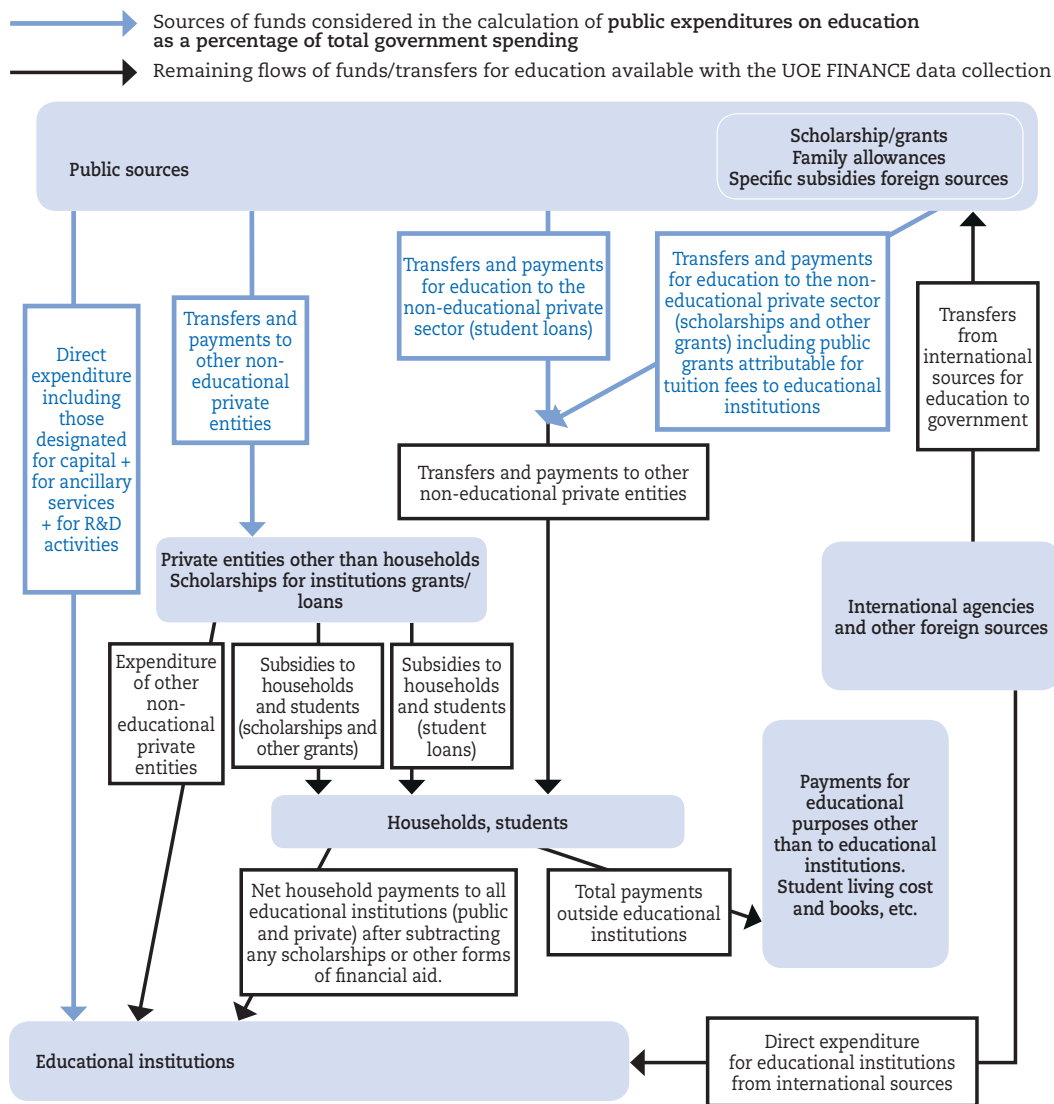 Sources of funds considered in the calculation of public expenditures on education
as a percentage of total government spending
Remaining flows of funds/transfers for education available with the UOE FINANCE data collection
Public sources
Scholarship/grants
Family allowances
Specific subsidies foreign sources
Direct
expenditure
including
those
designated
for capital +
for ancillary
services
+ for R&D
activities
Transfers and
payments to
other non-
educational
private
entities
Transfers and payments
for education to the
non-educational private
sector (student loans)
Transfers and payments
for education to the non-
educational private sector
(scholarships and other
grants) including public
grants attributable for
tuition fees to educational
institutions
Transfers
from
international
sources for
education to
government
Transfers and payments to other
non-educational private entities
Private entities other than households
Scholarships for institutions grants/
loans
International agencies
and other foreign sources
Expenditure
of other
non-
educational
private
entities
Subsidies to
households
and students
(scholarships and
other grants)
Subsidies to
households
and students
(student
loans)
Households, students
Payments for
educational
purposes other
than to educational
institutions.
Student living cost
and books, etc.
Net household payments to all
educational institutions (public
and private) after subtracting
any scholarships or other forms
of financial aid.
Total payments
outside educational
institutions
Educational institutions
Direct expenditure
for educational institutions
from international sources